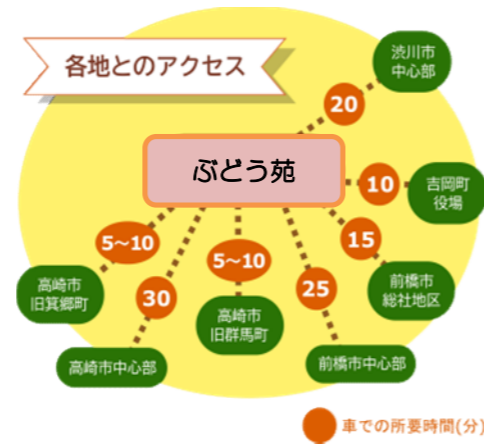 各地とのアクセス
渋川市
中心部
20
ぶどう苑
10
吉岡町
役場
15
前橋市
総社地区
5～10
高崎市
旧箕郷町
30
高崎市中心部
5～10
高崎市
旧群馬町
25
前橋市中心部
車での所要時間(分)